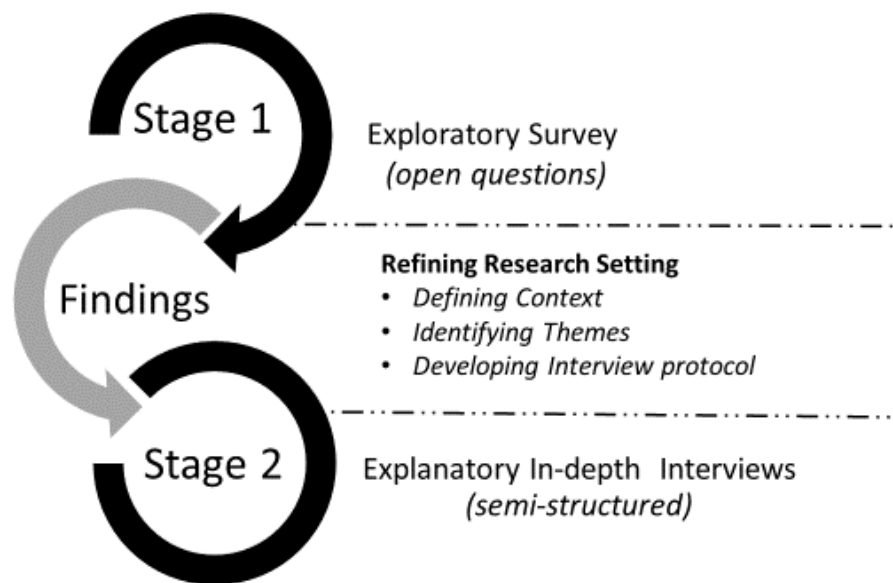 Stage 1
Exploratory Survey
(open questions)
Findings
Refining Research Setting
• Defining Context
• Identifying Themes
• Developing Interview protocol
Stage 2
Explanatory In-depth Interviews
(semi-structured)